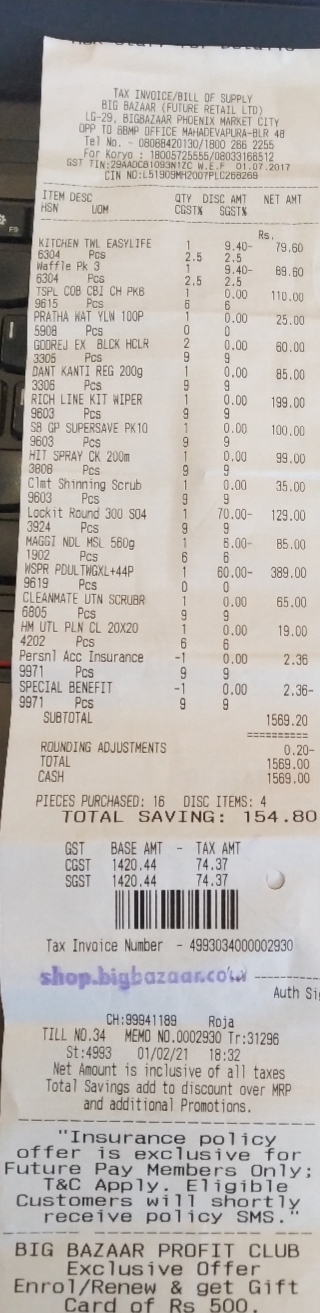 TAX INVOICE/BILL OF SUPPLY
BIG BAZAAR (FUTURE RETAIL LTD)
LG-29, BIGBAZAAR PHOENIX MARKET CITY
OPP TO BBMP OFFICE MAHADEVAPURA-BLR 48
Tel No. - 08088420130/1800 266 2255
For Koryo : 18005725555/08033168512
GST TIN:29AADCB1093N1ZC W.E.F 01.07.2017
CIN NO:L51909MH2007PLC268269
ITEM DESC QTY DISC AMT NET AMT
HSN UOM CGST% SGST%
Rs.
KITCHEN TWL EASYLIFE 1 9.40- 79.60
6304 Pcs 2.5 2.5
Waffle Pk 3 1 9.40- 89.60
6304 Pcs 2.5 2.5
TSPL COB CBI CH PK6 1 0.00 110.00
9615 Pcs 6 6
PRATHA WAT YLW 100P 1 0.00 25.00
5908 Pcs 0 0
GODREJ EX BLCK HCLR 2 0.00 60.00
3305 Pcs 9 9
DANT KANTI REG 200g 1 0.00 85.00
3306 Pcs 9 9
RICH LINE KIT WIPER 1 0.00 199.00
9603 Pcs 9 9
SB GP SUPERSAVE PK10 1 0.00 100.00
9603 Pcs 9 9
HIT SPRAY CK 200m 1 0.00 99.00
3808 Pcs 9 9
Clmt Shinning Scrub 1 0.00 35.00
9603 Pcs 9 9
Lockit Round 300 S04 1 70.00- 129.00
3924 Pcs 9 9
MAGGI NDL MSL 560g 1 6.00- 85.00
1902 Pcs 6 6
WSPR PDULTWGXL+44P 1 60.00- 389.00
9619 Pcs 0 0
CLEANMATE UTN SCRUBR 1 0.00 65.00
6805 Pcs 9 9
HM UTL PLN CL 20X20 1 0.00 19.00
4202 Pcs 6 6
Persnl Acc Insurance -1 0.00 2.36
9971 Pcs 9 9
SPECIAL BENEFIT -1 0.00 2.36-
9971 Pcs 9 9
SUBTOTAL 1569.20
==========
ROUNDING ADJUSTMENTS 0.20-
TOTAL 1569.00
CASH 1569.00
PIECES PURCHASED: 16 DISC ITEMS: 4
TOTAL SAVING: 154.80
GST BASE AMT - TAX AMT
CGST 1420.44 74.37
SGST 1420.44 74.37
Tax Invoice Number - 4993034000002930
shop.bigbazaar.com
Auth Sig
CH:99941189 Roja
TILL NO.34 MEMO NO.0002930 Tr:31296
St:4993 01/02/21 18:32
Net Amount is inclusive of all taxes
Total Savings add to discount over MRP
and additional Promotions.
"Insurance policy
offer is exclusive for
Future Pay Members Only;
T&C Apply. Eligible
Customers will shortly
receive policy SMS."
BIG BAZAAR PROFIT CLUB
Exclusive Offer
Enrol/Renew & get Gift
Card of Rs 500.